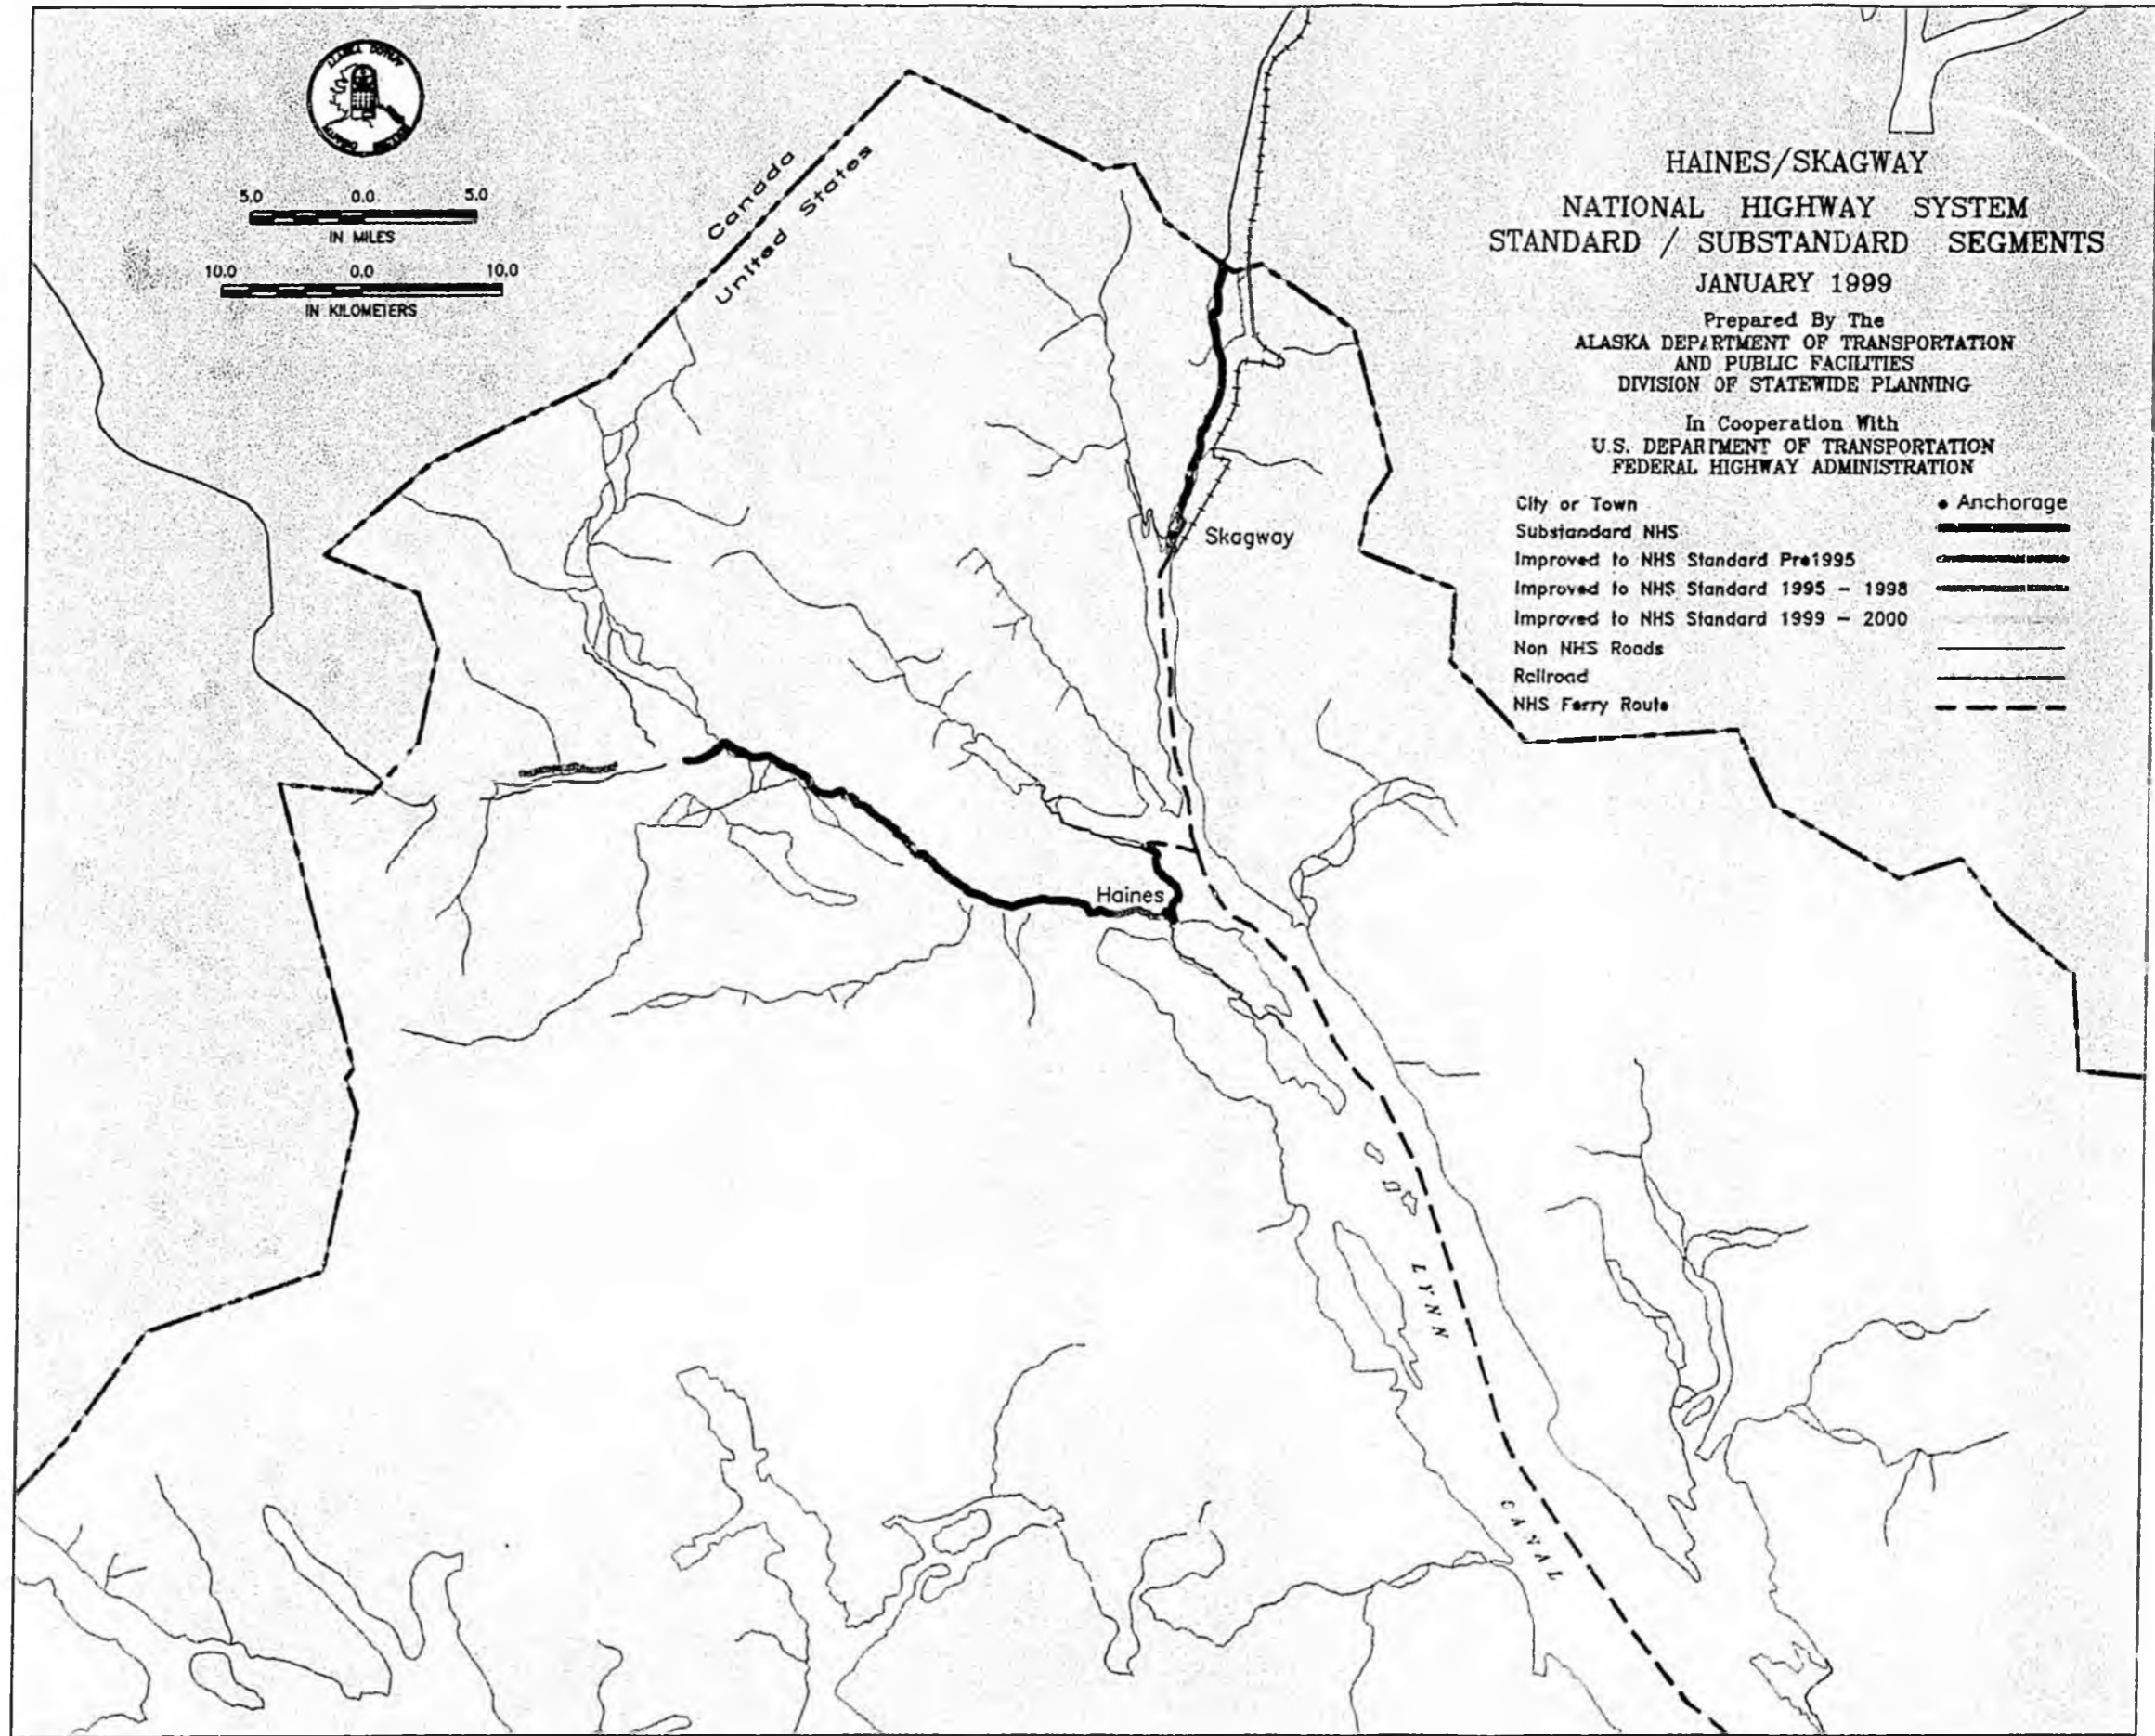 5.0 0.0 5.0
IN MILES
10.0 0.0 10.0
IN KILOMETERS
Canada
United States
HAINES/SKAGWAY
NATIONAL HIGHWAY SYSTEM
STANDARD / SUBSTANDARD SEGMENTS
JANUARY 1999
Prepared By The
ALASKA DEPARTMENT OF TRANSPORTATION
AND PUBLIC FACILITIES
DIVISION OF STATEWIDE PLANNING
In Cooperation With
U.S. DEPARTMENT OF TRANSPORTATION
FEDERAL HIGHWAY ADMINISTRATION
City or Town • Anchorage
Substandard NHS
Improved to NHS Standard Pre1995
Improved to NHS Standard 1995 - 1998
Improved to NHS Standard 1999 - 2000
Non NHS Roads
Railroad
NHS Ferry Route
Skagway
Haines
LYNN
CANAL